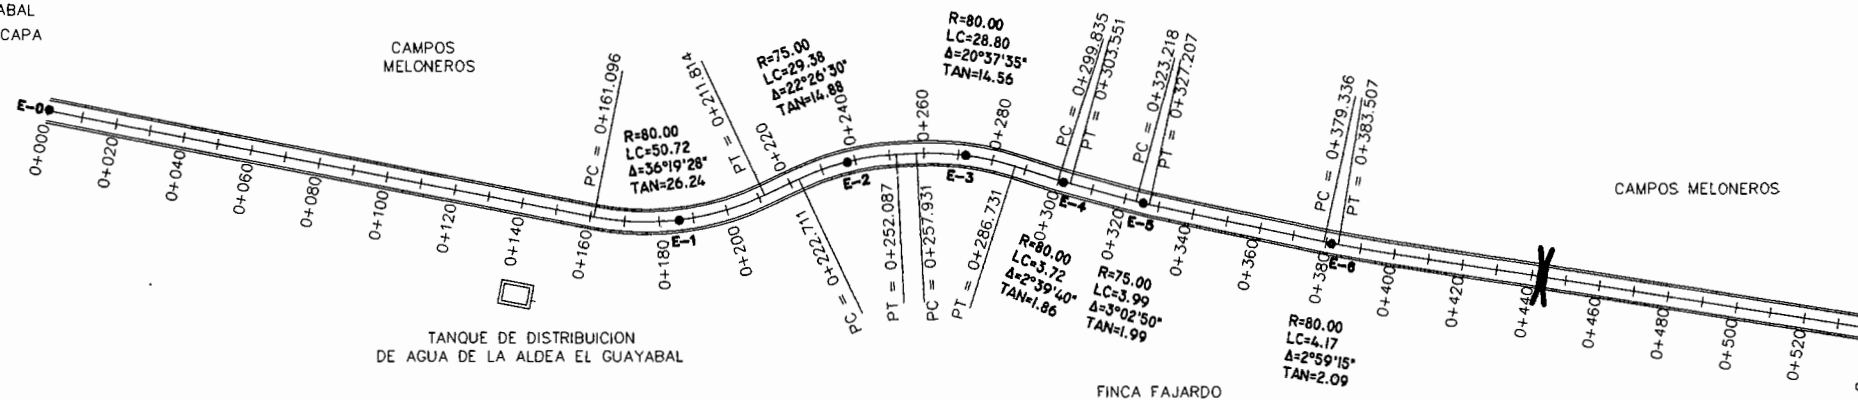 ABAL
CAPA
CAMPOS
MELONEROS
E-0
0+000
0+020
0+040
0+060
0+080
0+100
0+120
0+140
0+160
PC = 0+161.096
R=80.00
LC=50.72
Δ=36°19'28"
TAN=26.24
E-1
0+180
0+200
PT = 0+211.814
0+220
PC = 0+222.711
R=75.00
LC=29.38
Δ=22°26'30"
TAN=14.88
0+240
E-2
PT = 0+252.087
PC = 0+257.931
0+260
R=80.00
LC=28.80
Δ=20°37'35"
TAN=14.56
E-3
0+280
PT = 0+286.731
PC = 0+299.835
PT = 0+303.551
0+300
E-4
R=80.00
LC=3.72
Δ=2°39'40"
TAN=1.86
0+320
PC = 0+323.218
PT = 0+327.207
E-5
R=75.00
LC=3.99
Δ=3°02'50"
TAN=1.99
0+340
0+360
PC = 0+379.336
PT = 0+383.507
0+380
E-6
R=80.00
LC=4.17
Δ=2°59'15"
TAN=2.09
0+400
0+420
0+440
0+460
0+480
0+500
0+520
CAMPOS MELONEROS
TANQUE DE DISTRIBUICION
DE AGUA DE LA ALDEA EL GUAYABAL
FINCA FAJARDO